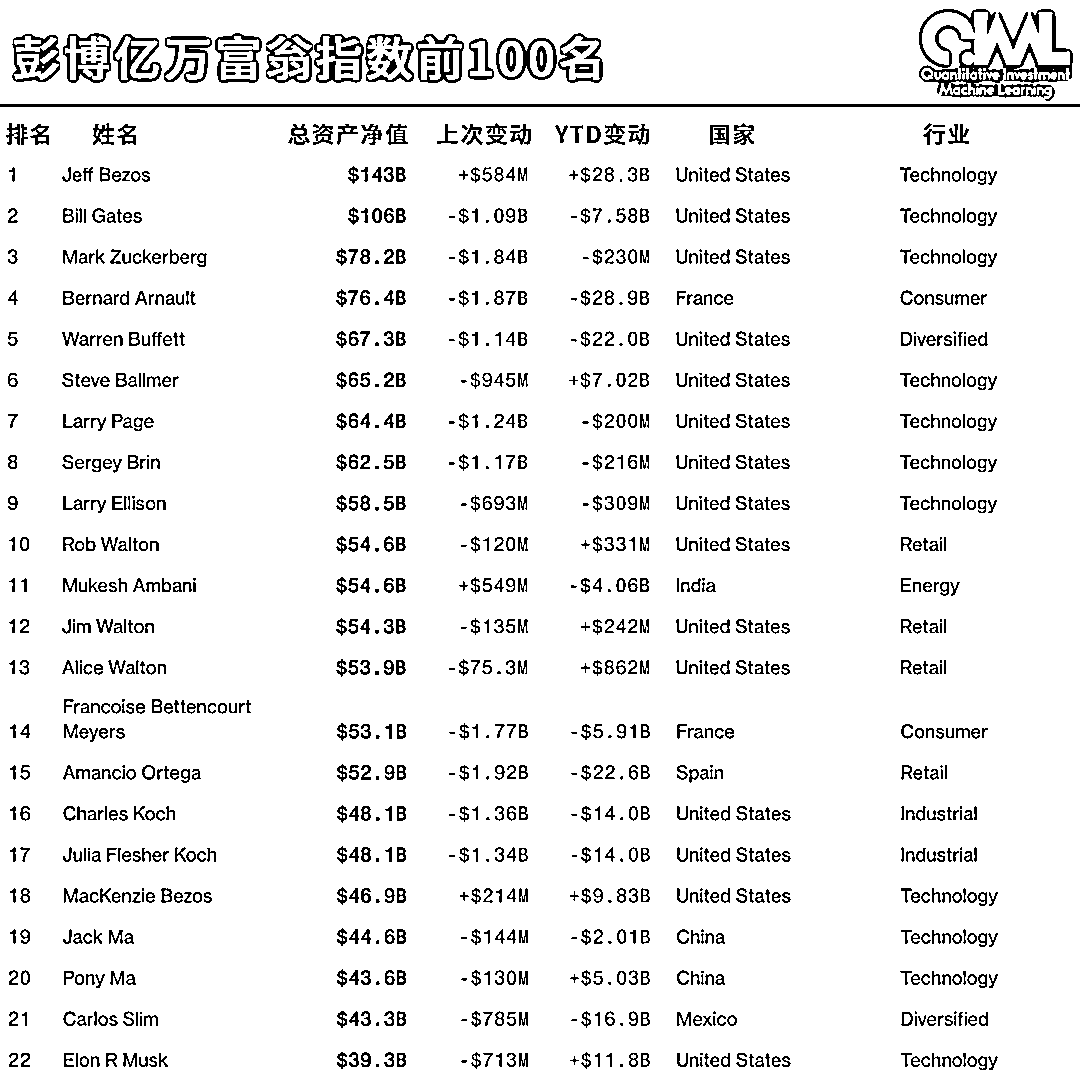 彭博亿万富翁指数前100名
QIML
Quantitative Investment
Machine Learning
排名 姓名 总资产净值 上次变动 YTD变动 国家 行业
1 Jeff Bezos $143B +$584M +$28.3B United States Technology
2 Bill Gates $106B -$1.09B -$7.58B United States Technology
3 Mark Zuckerberg $78.2B -$1.84B -$230M United States Technology
4 Bernard Arnault $76.4B -$1.87B -$28.9B France Consumer
5 Warren Buffett $67.3B -$1.14B -$22.0B United States Diversified
6 Steve Ballmer $65.2B -$945M +$7.02B United States Technology
7 Larry Page $64.4B -$1.24B -$200M United States Technology
8 Sergey Brin $62.5B -$1.17B -$216M United States Technology
9 Larry Ellison $58.5B -$693M -$309M United States Technology
10 Rob Walton $54.6B -$120M +$331M United States Retail
11 Mukesh Ambani $54.6B +$549M -$4.06B India Energy
12 Jim Walton $54.3B -$135M +$242M United States Retail
13 Alice Walton $53.9B -$75.3M +$862M United States Retail
Francoise Bettencourt
14 Meyers $53.1B -$1.77B -$5.91B France Consumer
15 Amancio Ortega $52.9B -$1.92B -$22.6B Spain Retail
16 Charles Koch $48.1B -$1.36B -$14.0B United States Industrial
17 Julia Flesher Koch $48.1B -$1.34B -$14.0B United States Industrial
18 MacKenzie Bezos $46.9B +$214M +$9.83B United States Technology
19 Jack Ma $44.6B -$144M -$2.01B China Technology
20 Pony Ma $43.6B -$130M +$5.03B China Technology
21 Carlos Slim $43.3B -$785M -$16.9B Mexico Diversified
22 Elon R Musk $39.3B -$713M +$11.8B United States Technology